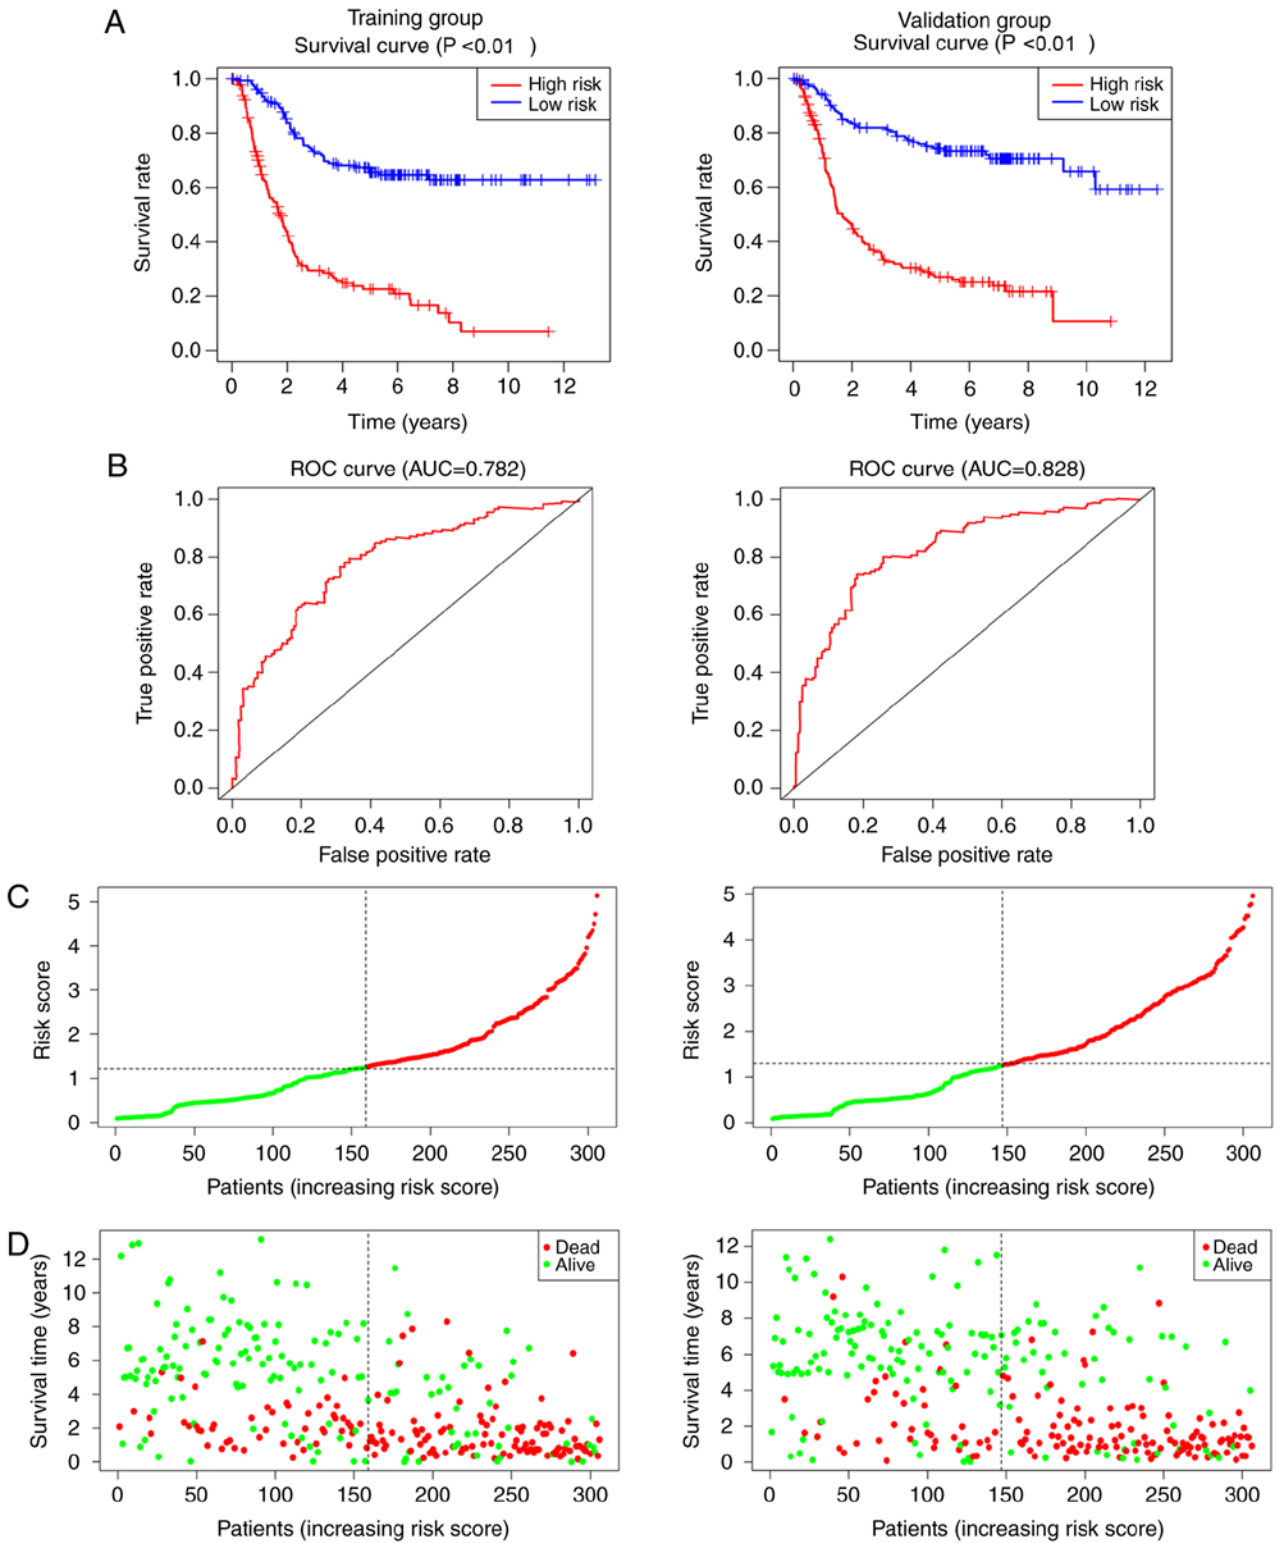 A
Training group
Survival curve (P <0.01 )
High risk
Low risk
Survival rate
1.0
0.8
0.6
0.4
0.2
0.0
0 2 4 6 8 10 12
Time (years)
Validation group
Survival curve (P <0.01 )
High risk
Low risk
Survival rate
1.0
0.8
0.6
0.4
0.2
0.0
0 2 4 6 8 10 12
Time (years)
B
ROC curve (AUC=0.782)
True positive rate
1.0
0.8
0.6
0.4
0.2
0.0
0.0 0.2 0.4 0.6 0.8 1.0
False positive rate
ROC curve (AUC=0.828)
True positive rate
1.0
0.8
0.6
0.4
0.2
0.0
0.0 0.2 0.4 0.6 0.8 1.0
False positive rate
C
Risk score
5
4
3
2
1
0
0 50 100 150 200 250 300
Patients (increasing risk score)
Risk score
5
4
3
2
1
0
0 50 100 150 200 250 300
Patients (increasing risk score)
D
Dead
Alive
Survival time (years)
12
10
8
6
4
2
0
0 50 100 150 200 250 300
Patients (increasing risk score)
Dead
Alive
Survival time (years)
12
10
8
6
4
2
0
0 50 100 150 200 250 300
Patients (increasing risk score)